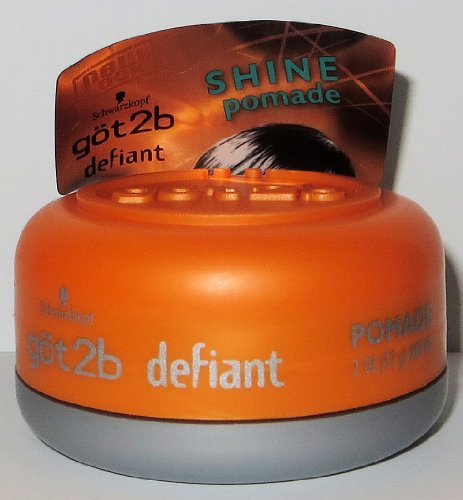 SHINE
pomade
Schwarzkopf
göt2b
defiant
Schwarzkopf
göt2b defiant
POMADE